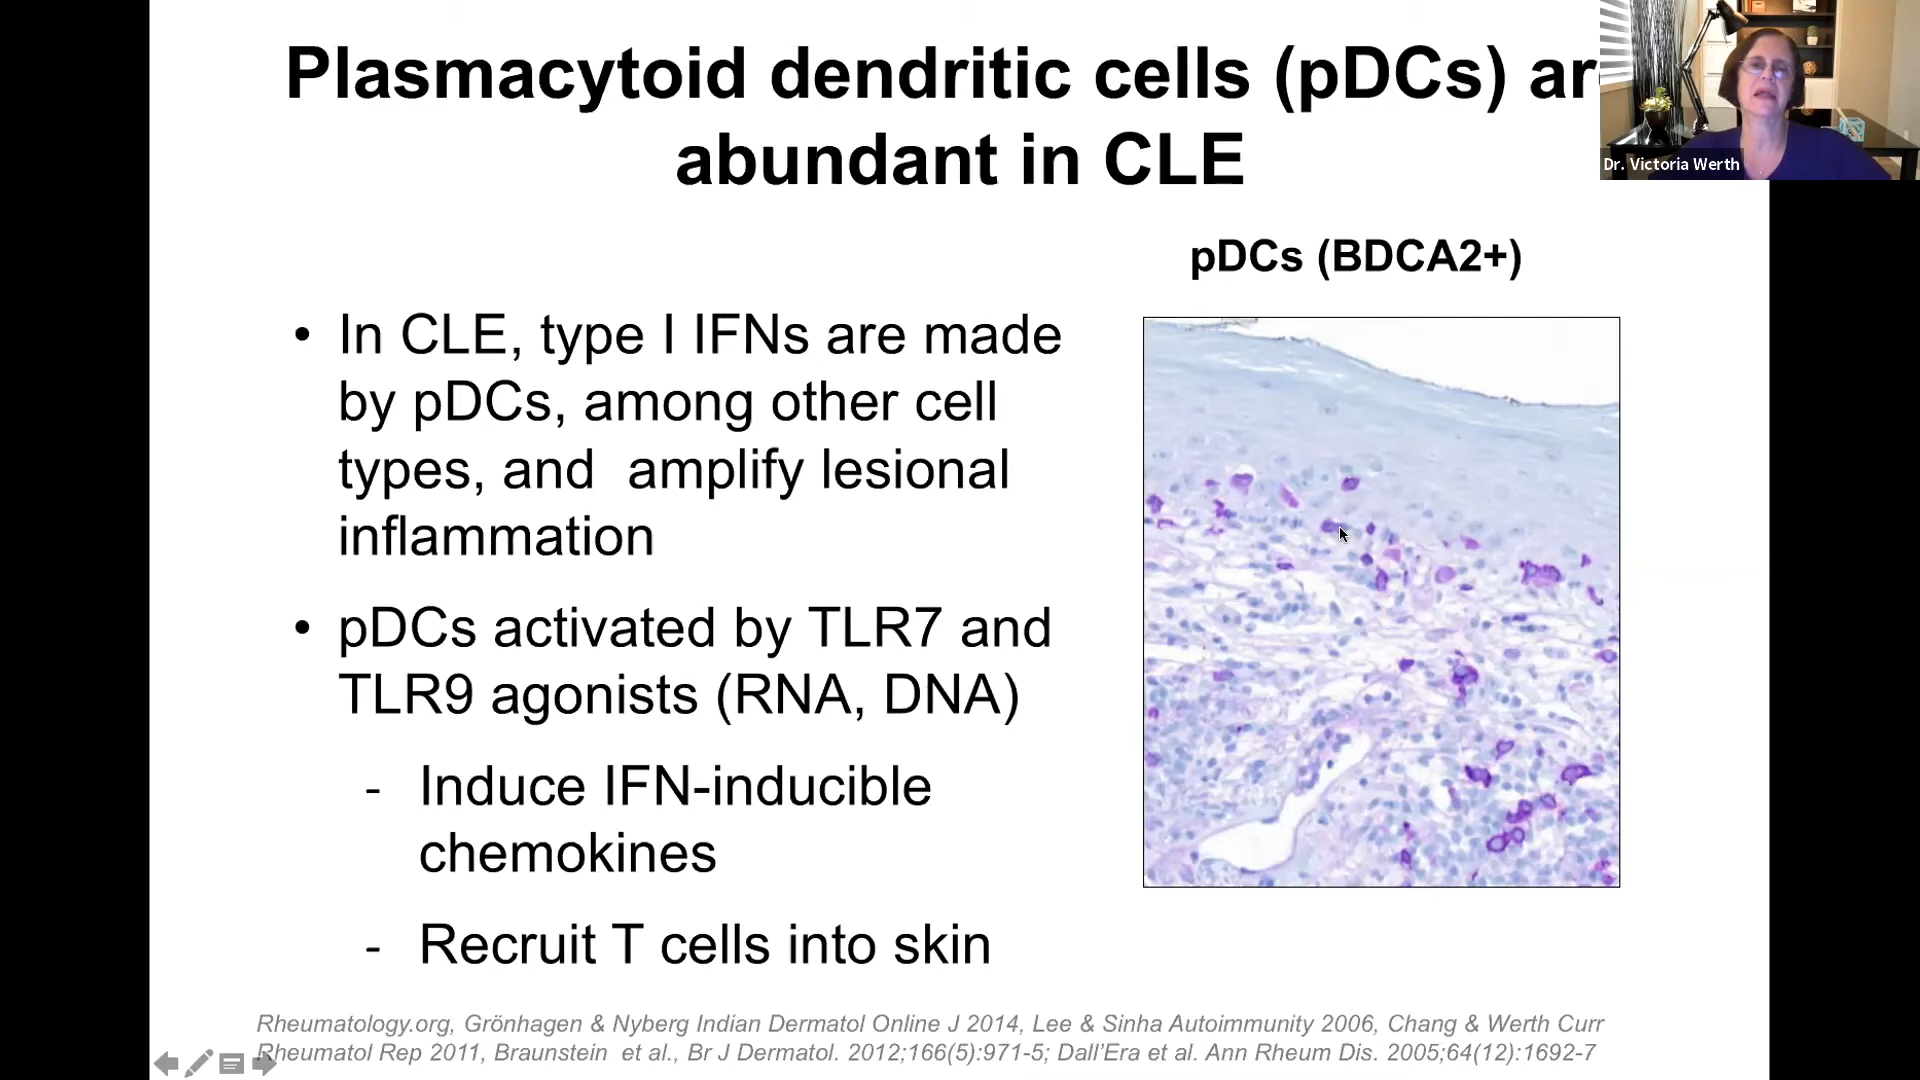 Plasmacytoid dendritic cells (pDCs) ar
abundant in CLE
Dr. Victoria Werth
pDCs (BDCA2+)
• In CLE, type I IFNs are made
by pDCs, among other cell
types, and amplify lesional
inflammation
• pDCs activated by TLR7 and
TLR9 agonists (RNA, DNA)
- Induce IFN-inducible
chemokines
- Recruit T cells into skin
Rheumatology.org, Grönhagen & Nyberg Indian Dermatol Online J 2014, Lee & Sinha Autoimmunity 2006, Chang & Werth Curr
Rheumatol Rep 2011, Braunstein et al., Br J Dermatol. 2012;166(5):971-5; Dall'Era et al. Ann Rheum Dis. 2005;64(12):1692-7